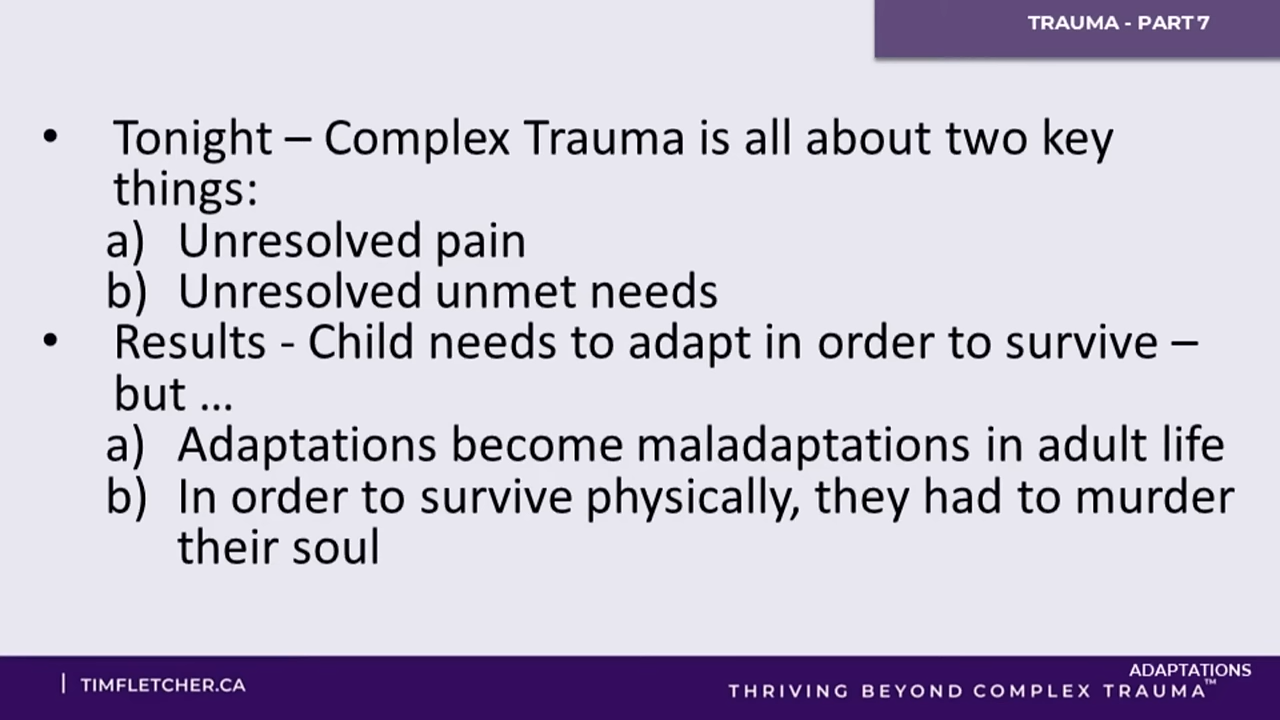 TRAUMA - PART 7
• Tonight – Complex Trauma is all about two key
things:
a) Unresolved pain
b) Unresolved unmet needs
• Results - Child needs to adapt in order to survive –
but ...
a) Adaptations become maladaptations in adult life
b) In order to survive physically, they had to murder
their soul
| TIMFLETCHER.CA
ADAPTATIONS
THRIVING BEYOND COMPLEX TRAUMA™